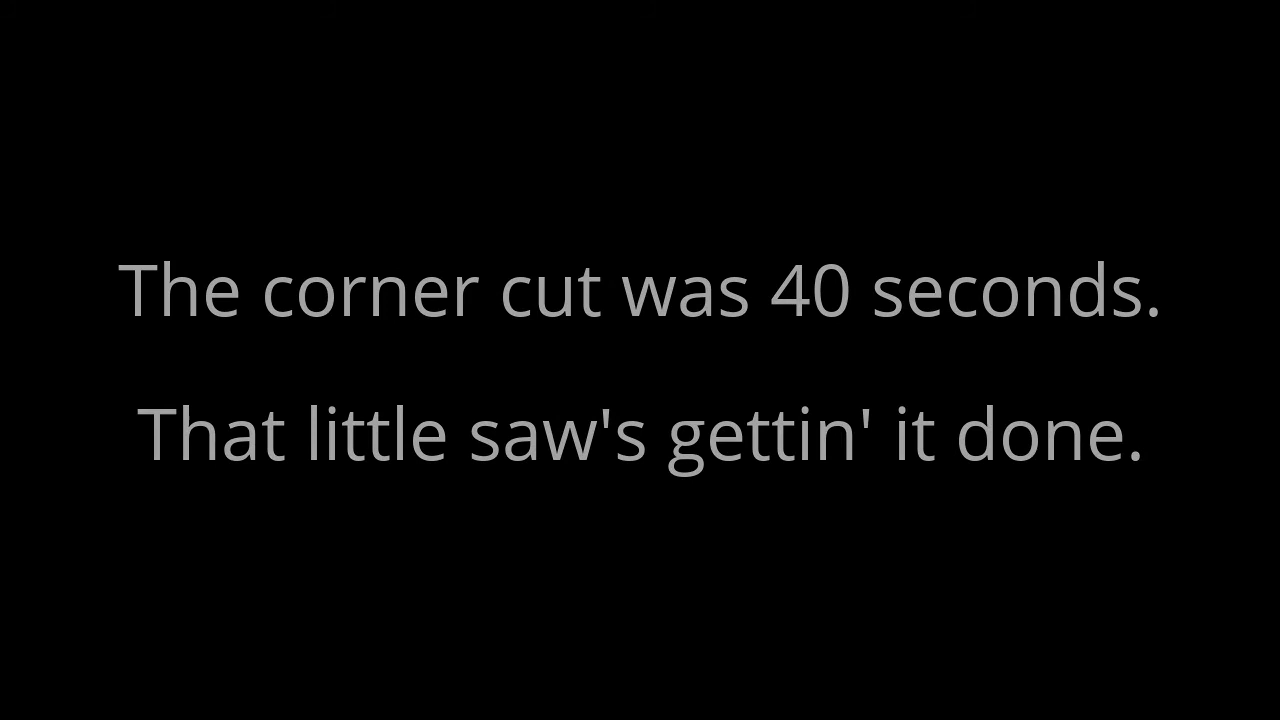 The corner cut was 40 seconds.
That little saw's gettin' it done.